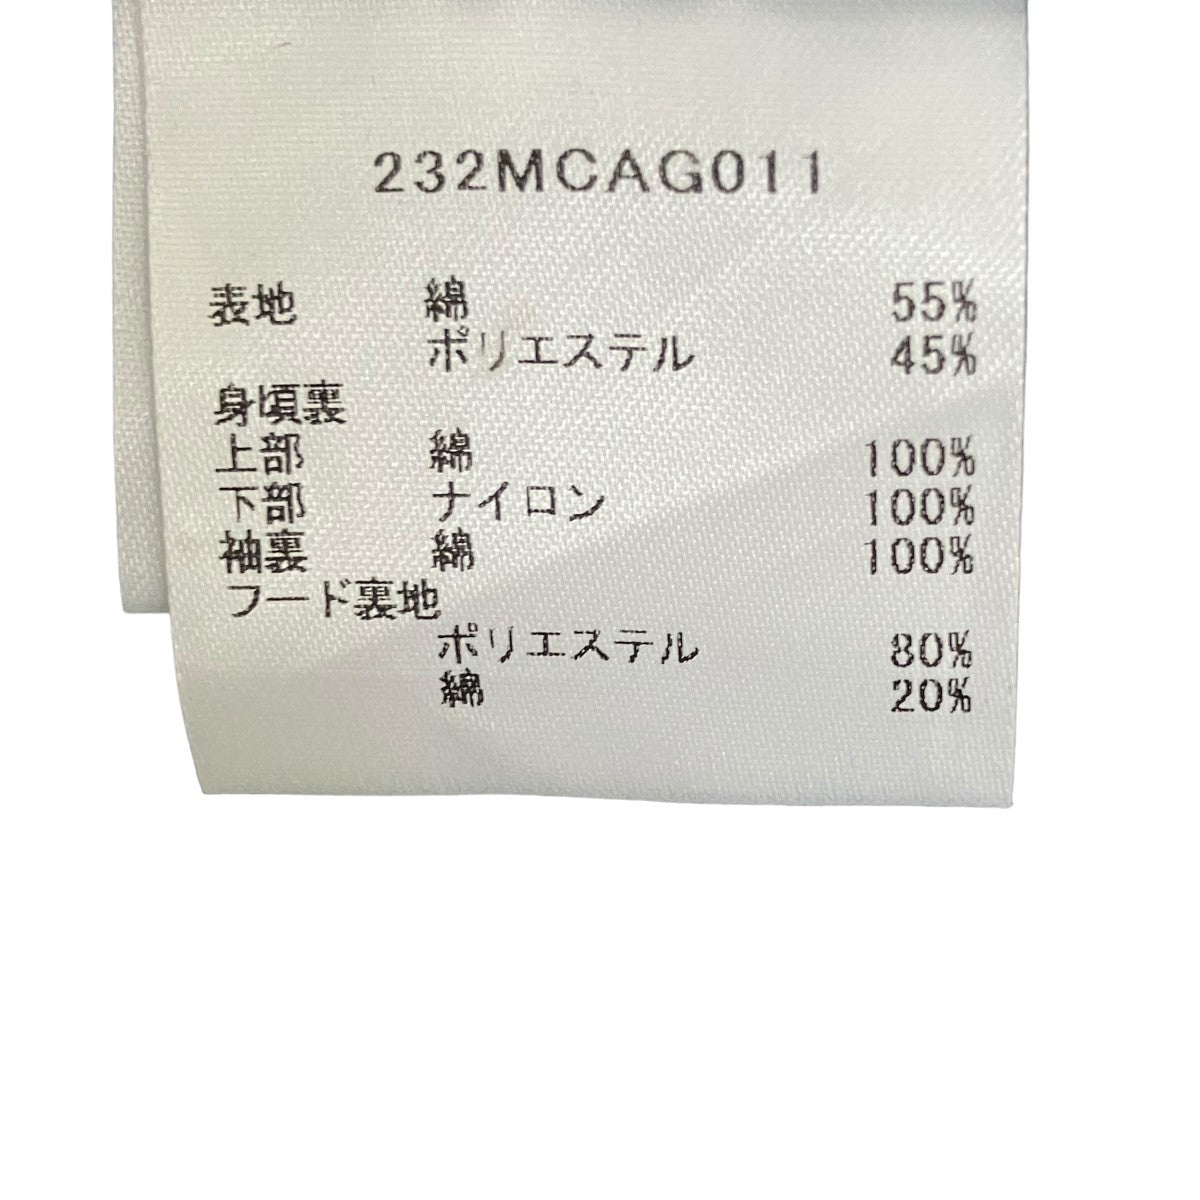 232MCAG011
表地 綿 55%
ポリエステル 45%
身頃裏
上部 綿 100%
下部 ナイロン 100%
袖裏 綿 100%
フード裏地
ポリエステル 80%
綿 20%